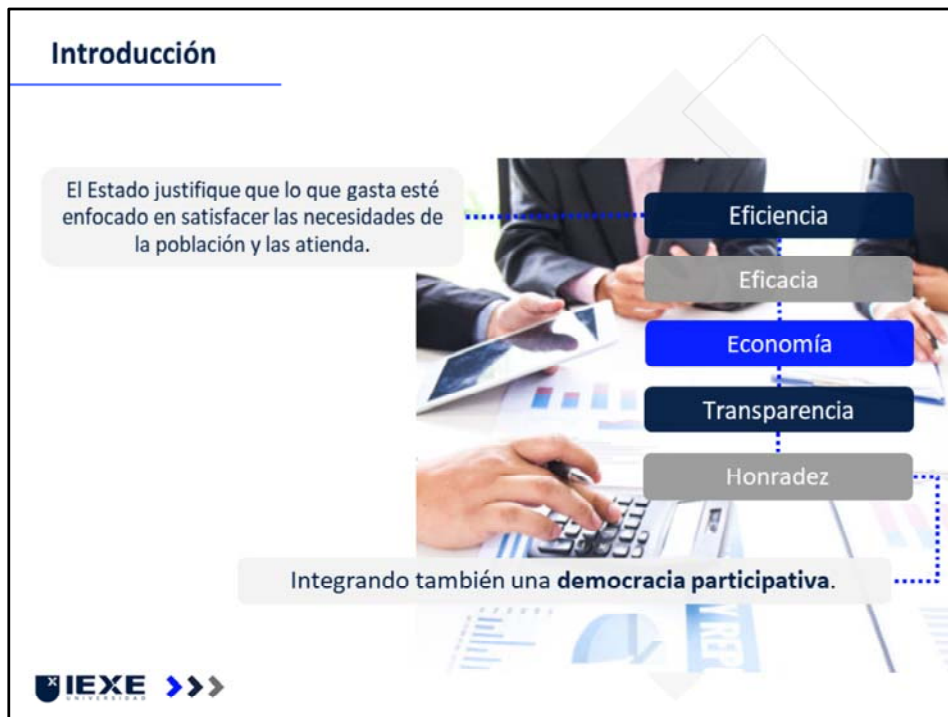 Introducción
El Estado justifique que lo que gasta esté
enfocado en satisfacer las necesidades de
la población y las atienda.
Eficiencia
Eficacia
Economía
Transparencia
Honradez
Integrando también una democracia participativa.
IEXE
UNIVERSIDAD